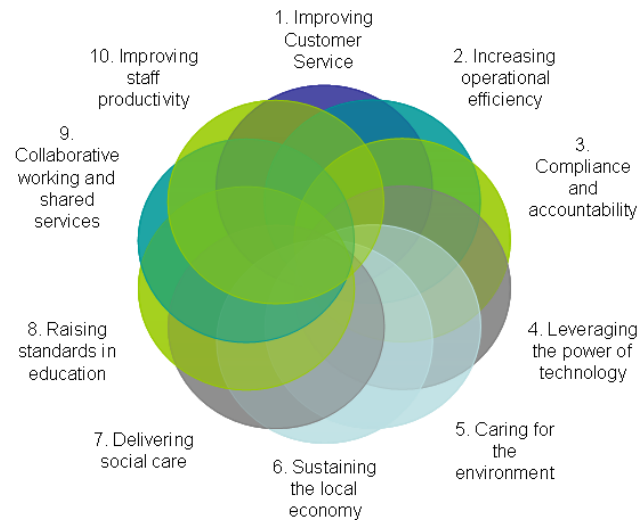 1. Improving
Customer
Service
2. Increasing
operational
efficiency
3.
Compliance
and
accountability
4. Leveraging
the power of
technology
5. Caring for
the
environment
6. Sustaining
the local
economy
7. Delivering
social care
8. Raising
standards in
education
9.
Collaborative
working and
shared
services
10. Improving
staff
productivity